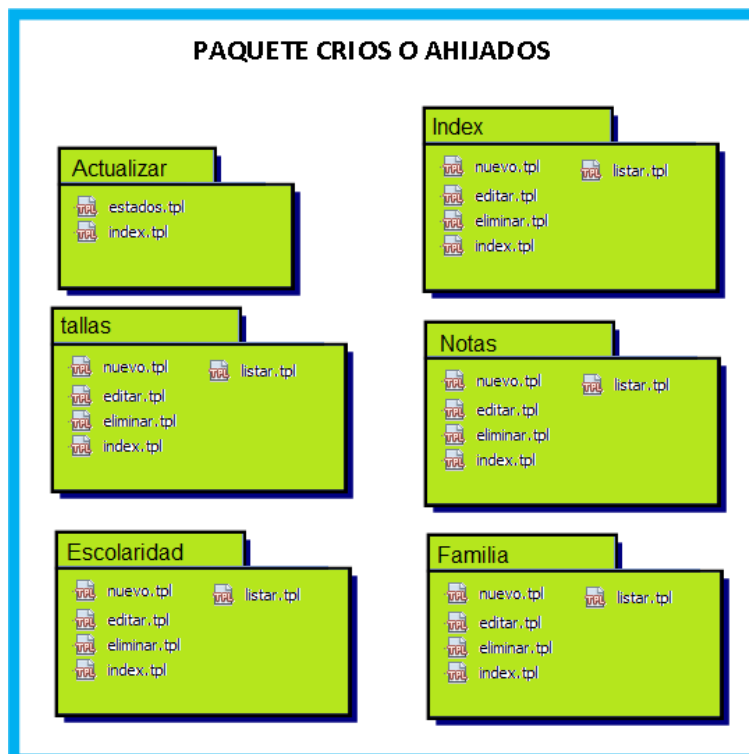 PAQUETE CRIOS O AHIJADOS
Actualizar
estados.tpl
index.tpl
Index
nuevo.tpl
editar.tpl
eliminar.tpl
index.tpl
listar.tpl
tallas
nuevo.tpl
editar.tpl
eliminar.tpl
index.tpl
listar.tpl
Notas
nuevo.tpl
editar.tpl
eliminar.tpl
index.tpl
listar.tpl
Escolaridad
nuevo.tpl
editar.tpl
eliminar.tpl
index.tpl
listar.tpl
Familia
nuevo.tpl
editar.tpl
eliminar.tpl
index.tpl
listar.tpl